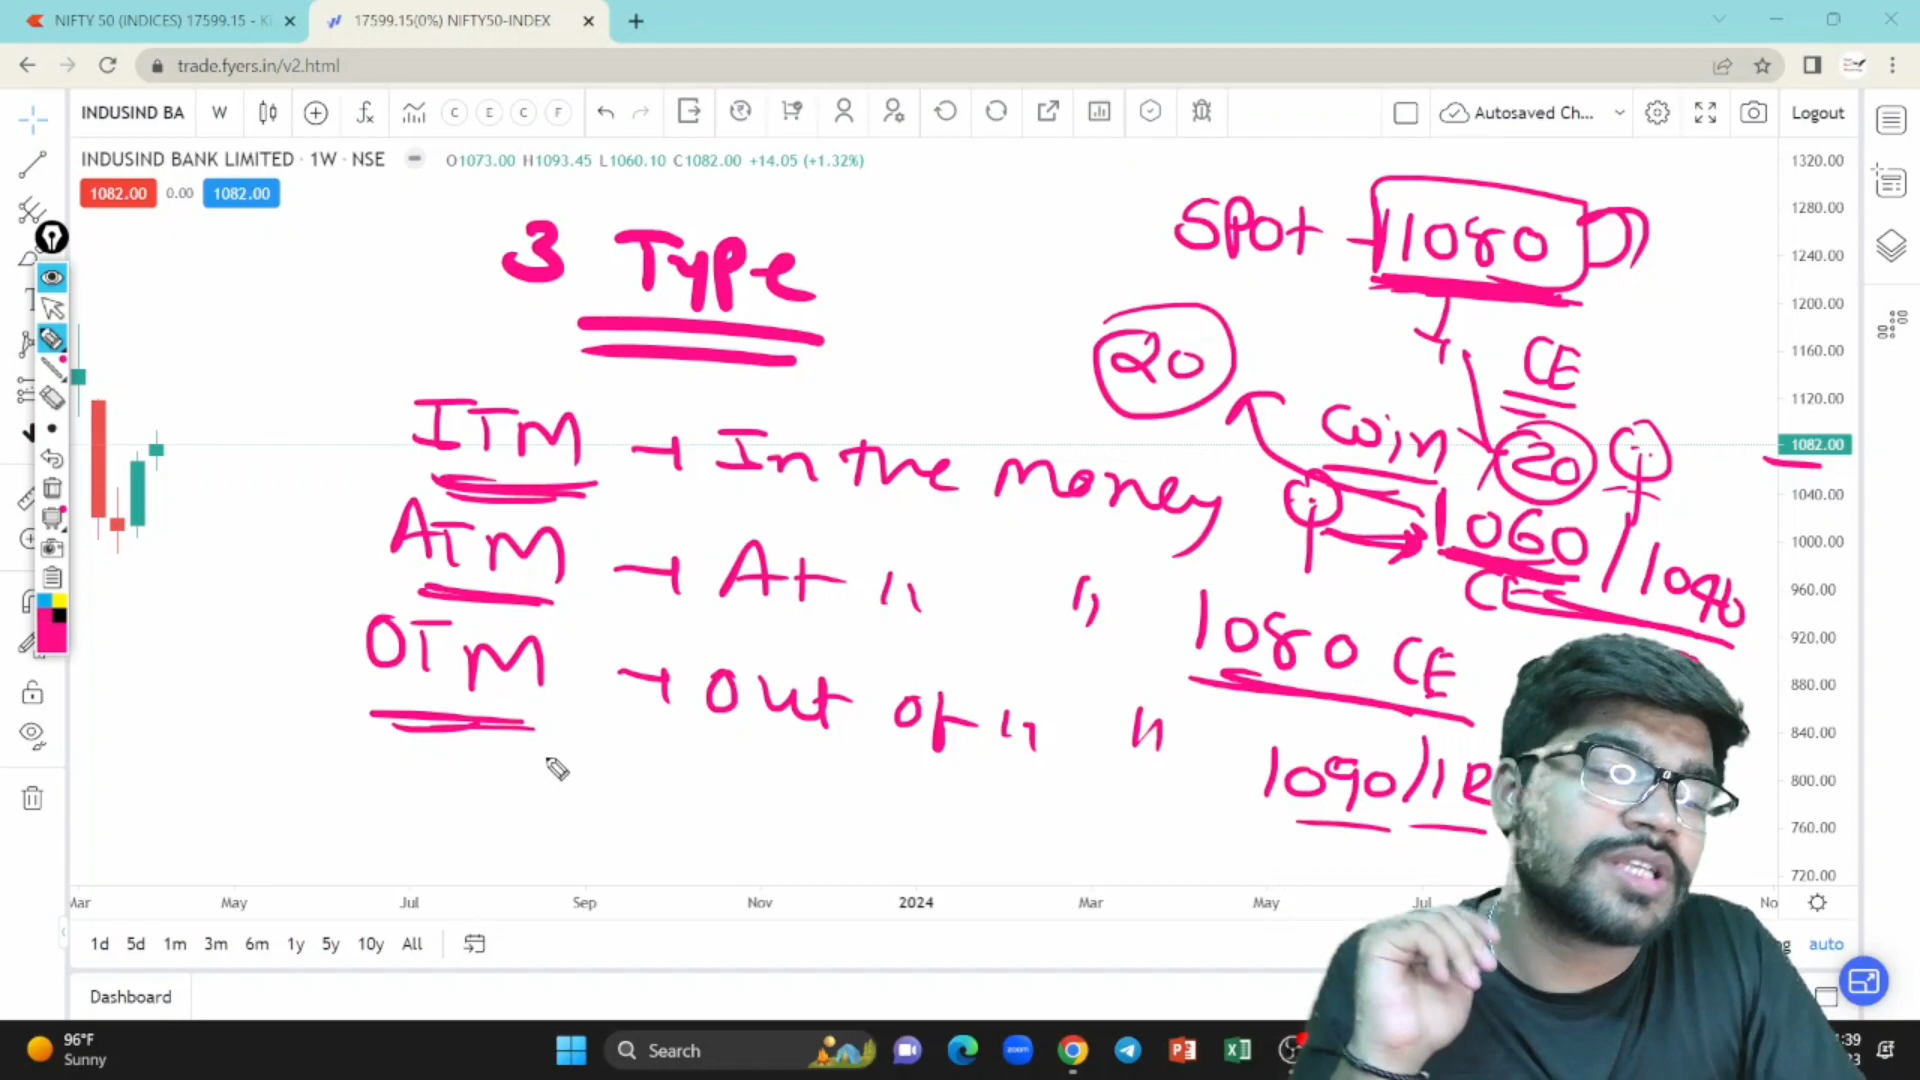 NIFTY 50 (INDICES) 17599.15 - Ki
17599.15(0%) NIFTY50-INDEX
trade.fyers.in/v2.html
INDUSIND BA W C E C F Autosaved Ch... Logout
INDUSIND BANK LIMITED · 1W · NSE O1073.00 H1093.45 L1060.10 C1082.00 +14.05 (+1.32%)
1082.00 0.00 1082.00
3 Type
SPOT 1080
20
CE
Coin 20
ITM → In the Money
1060 / 1040
CE
ATM → At " "
1080 CE
OTM → Out of " "
1090 /
1320.00
1280.00
1240.00
1200.00
1160.00
1120.00
1082.00
1040.00
1000.00
960.00
920.00
880.00
840.00
800.00
760.00
720.00
Mar May Jul Sep Nov 2024 Mar May Jul No
1d 5d 1m 3m 6m 1y 5y 10y All
auto
Dashboard
96°F
Sunny
Search
zoom
:39